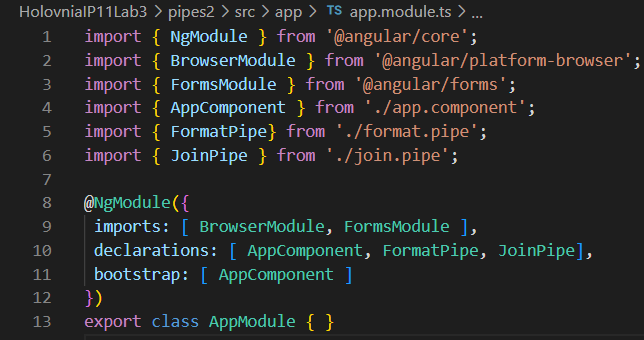 HolovniaIP11Lab3 > pipes2 > src > app > TS app.module.ts > ...
1 import { NgModule } from '@angular/core';
2 import { BrowserModule } from '@angular/platform-browser';
3 import { FormsModule } from '@angular/forms';
4 import { AppComponent } from './app.component';
5 import { FormatPipe} from './format.pipe';
6 import { JoinPipe } from './join.pipe';
7
8 @NgModule({
9  imports: [ BrowserModule, FormsModule ],
10  declarations: [ AppComponent, FormatPipe, JoinPipe],
11  bootstrap: [ AppComponent ]
12 })
13 export class AppModule { }